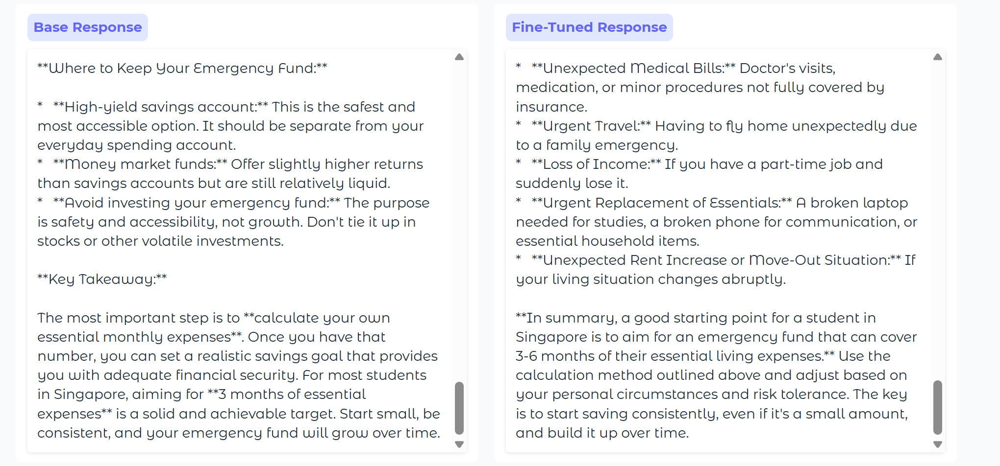 Base Response
**Where to Keep Your Emergency Fund:**
*   **High-yield savings account:** This is the safest and
most accessible option. It should be separate from your
everyday spending account.
*   **Money market funds:** Offer slightly higher returns
than savings accounts but are still relatively liquid.
*   **Avoid investing your emergency fund:** The purpose
is safety and accessibility, not growth. Don't tie it up in
stocks or other volatile investments.
**Key Takeaway:**
The most important step is to **calculate your own
essential monthly expenses**. Once you have that
number, you can set a realistic savings goal that provides
you with adequate financial security. For most students
in Singapore, aiming for **3 months of essential
expenses** is a solid and achievable target. Start small, be
consistent, and your emergency fund will grow over time.
Fine-Tuned Response
*   **Unexpected Medical Bills:** Doctor's visits,
medication, or minor procedures not fully covered by
insurance.
*   **Urgent Travel:** Having to fly home unexpectedly due
to a family emergency.
*   **Loss of Income:** If you have a part-time job and
suddenly lose it.
*   **Urgent Replacement of Essentials:** A broken laptop
needed for studies, a broken phone for communication, or
essential household items.
*   **Unexpected Rent Increase or Move-Out Situation:** If
your living situation changes abruptly.
**In summary, a good starting point for a student in
Singapore is to aim for an emergency fund that can cover
3-6 months of their essential living expenses.** Use the
calculation method outlined above and adjust based on
your personal circumstances and risk tolerance. The key
is to start saving consistently, even if it's a small amount,
and build it up over time.